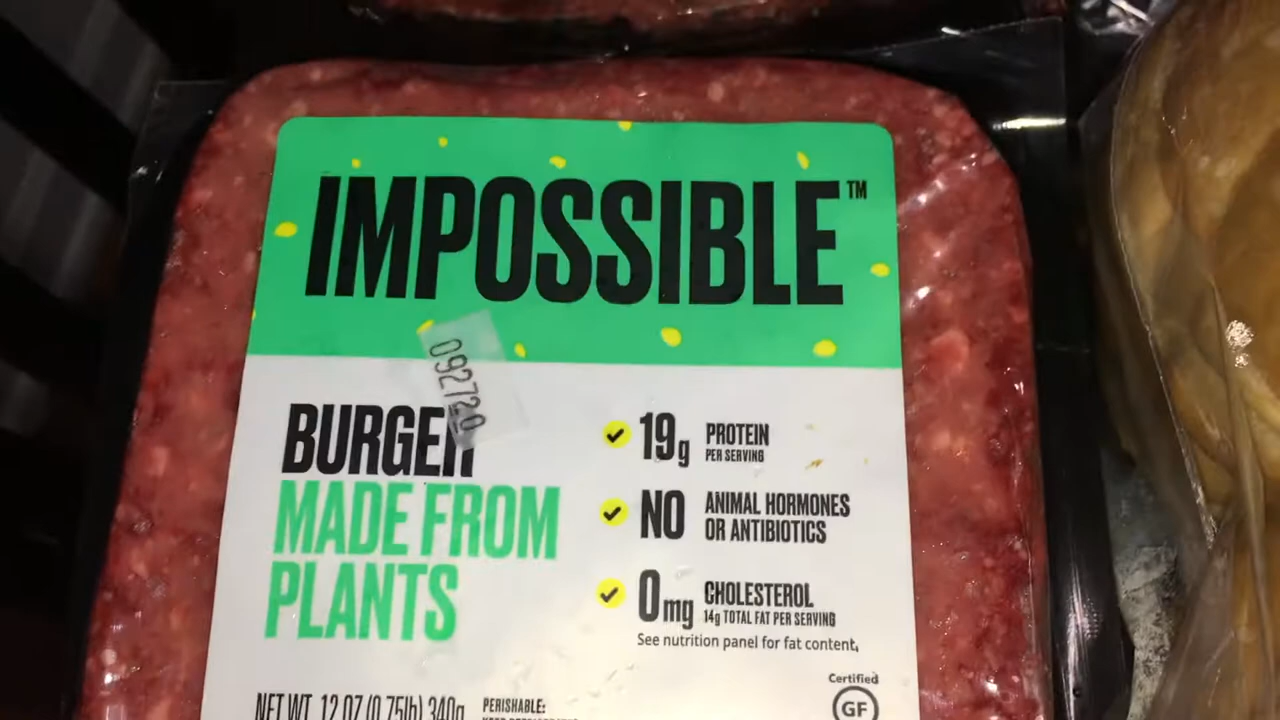 IMPOSSIBLE™
092720
BURGER
MADE FROM
PLANTS
19g PROTEIN
PER SERVING
NO ANIMAL HORMONES
OR ANTIBIOTICS
0mg CHOLESTEROL
14g TOTAL FAT PER SERVING
See nutrition panel for fat content.
NET WT. 12 OZ (0.75lb) 340g
PERISHABLE:
Certified
GF